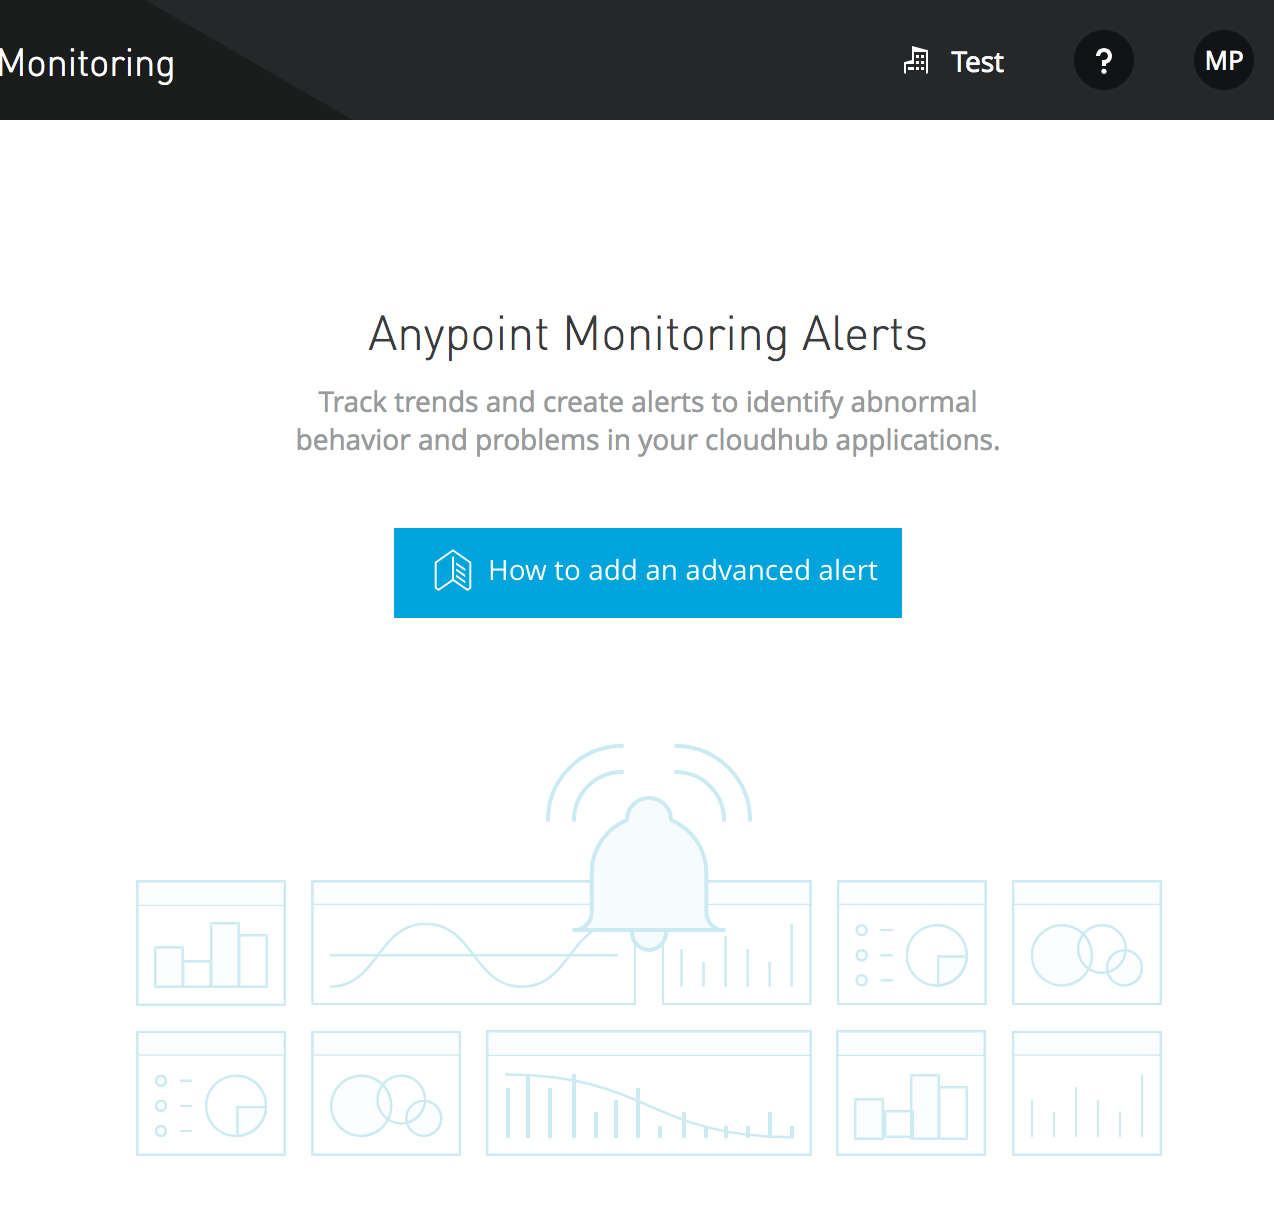 Monitoring
Test
?
MP
Anypoint Monitoring Alerts
Track trends and create alerts to identify abnormal
behavior and problems in your cloudhub applications.
How to add an advanced alert